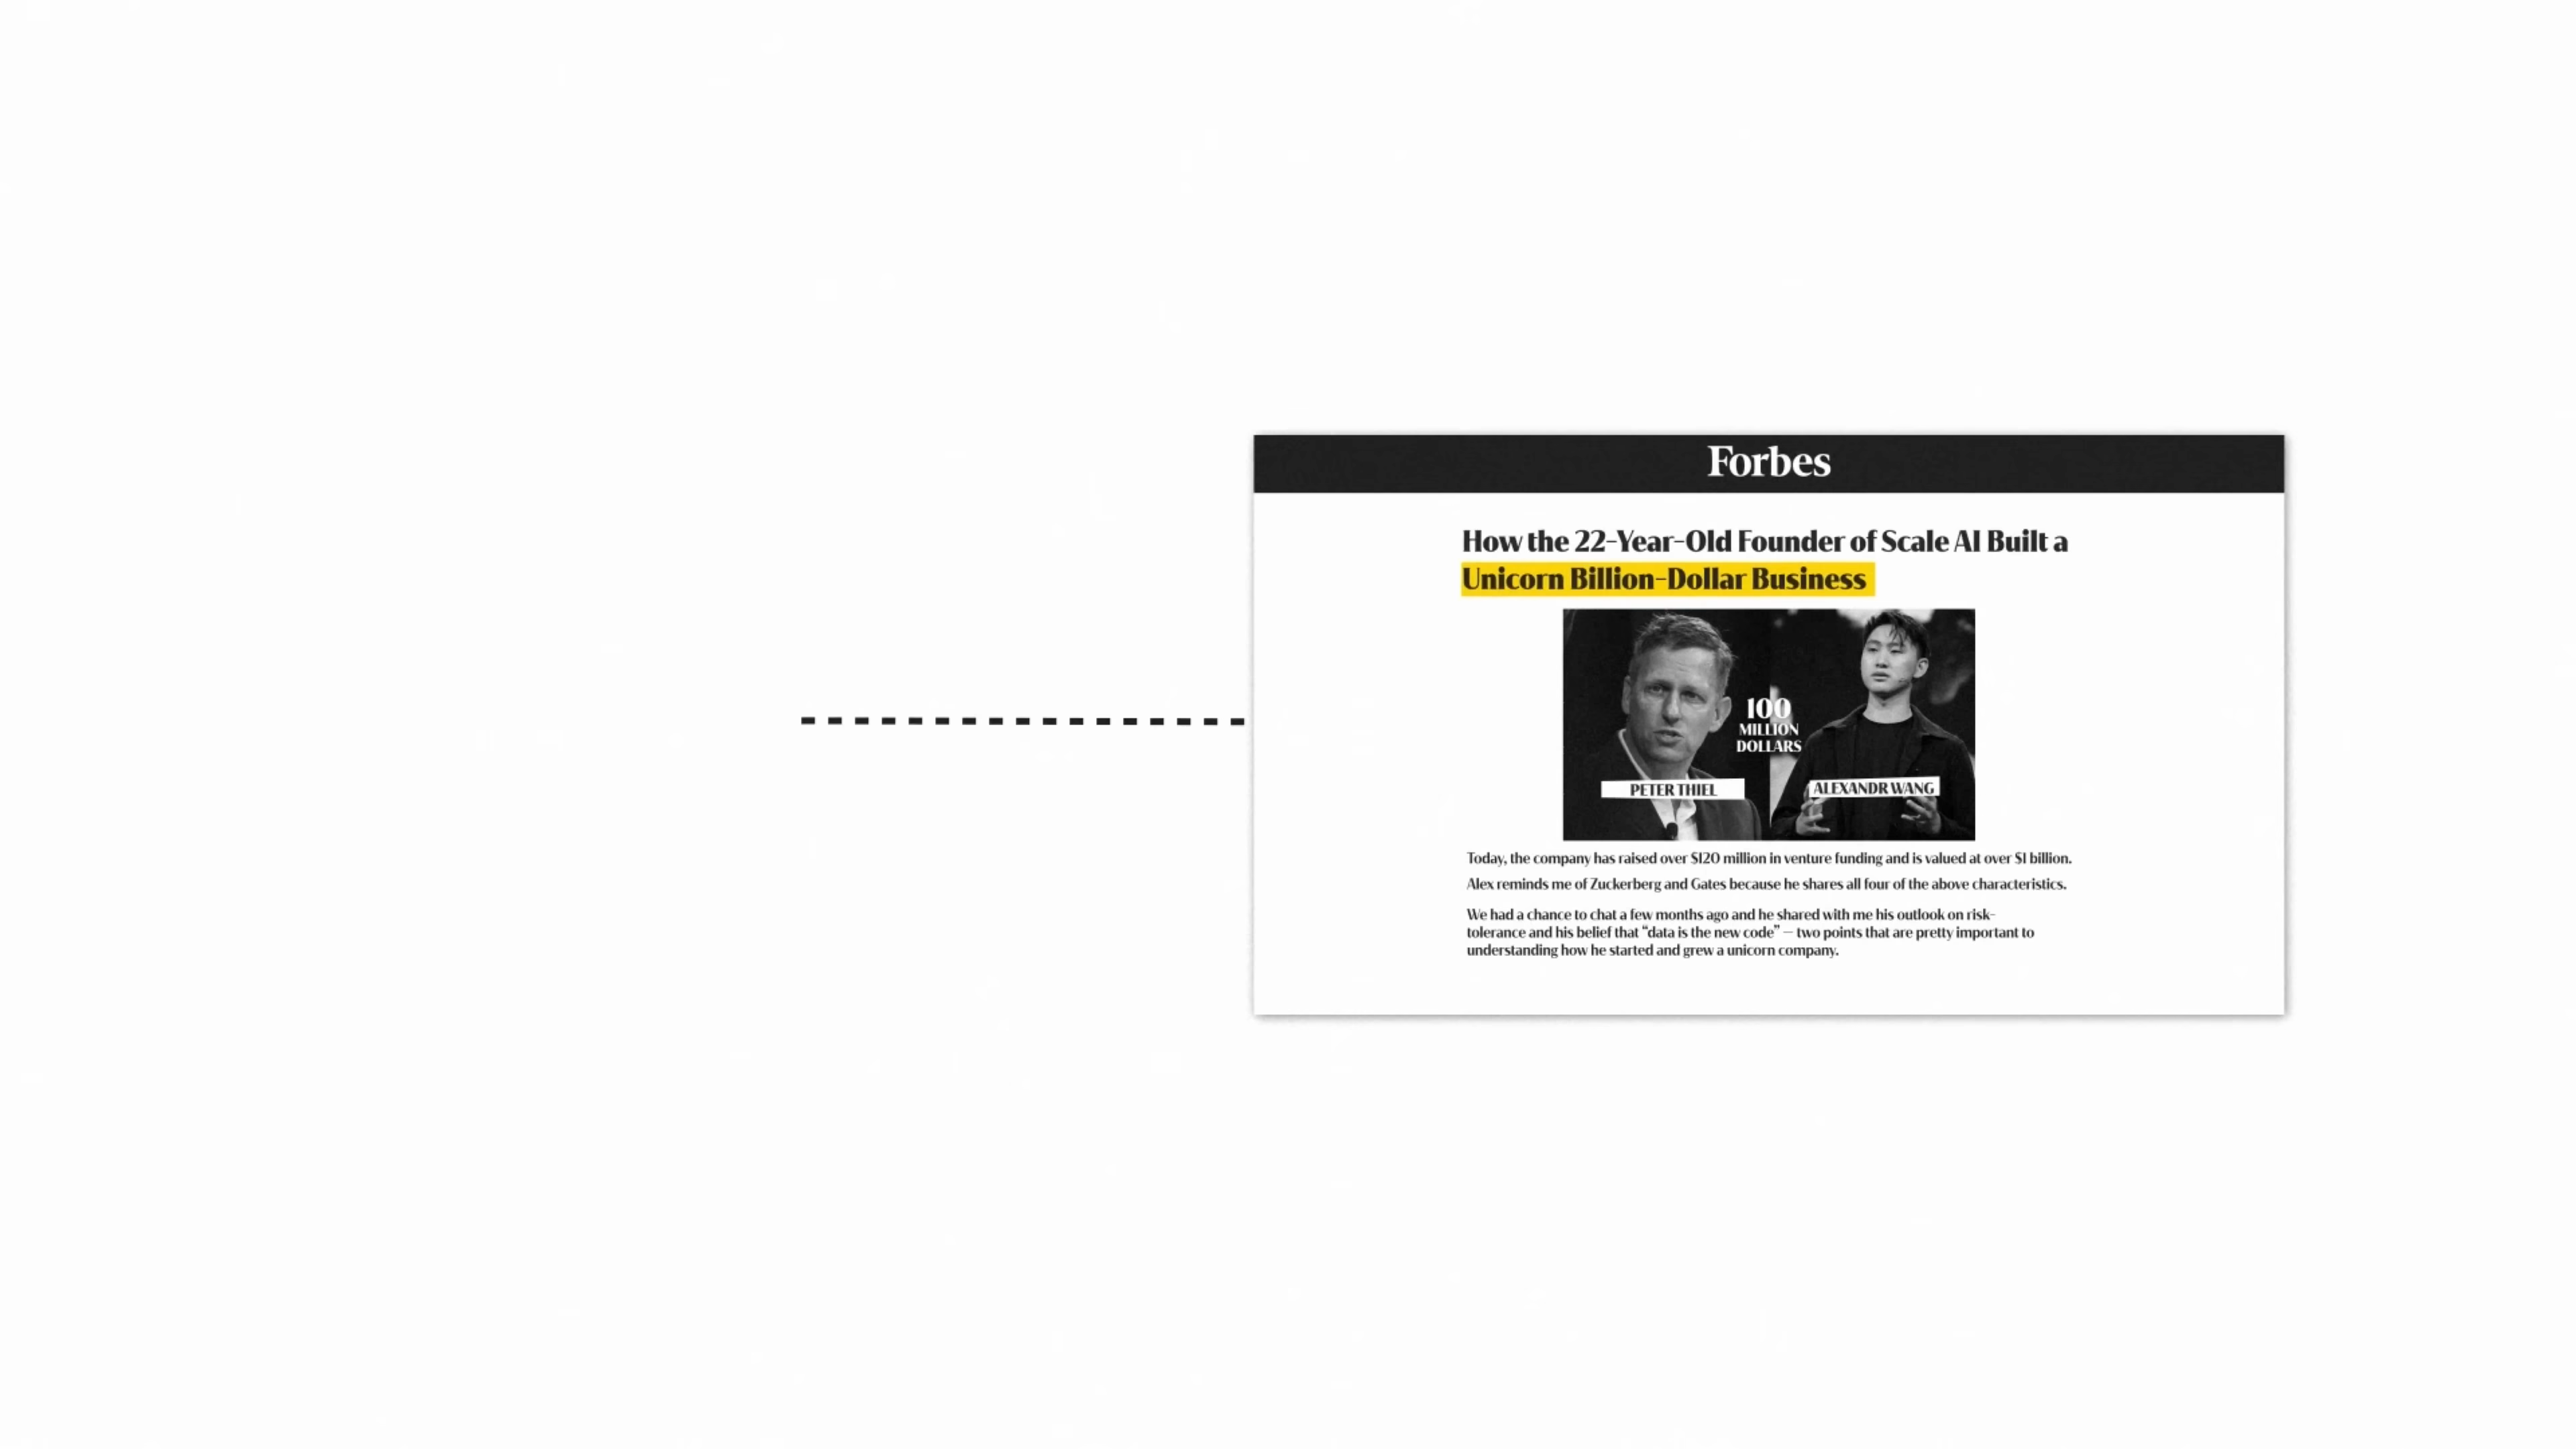 Forbes
How the 22-Year-Old Founder of Scale AI Built a
Unicorn Billion-Dollar Business
100
MILLION
DOLLARS
PETER THIEL
ALEXANDR WANG
Today, the company has raised over $120 million in venture funding and is valued at over $1 billion.
Alex reminds me of Zuckerberg and Gates because he shares all four of the above characteristics.
We had a chance to chat a few months ago and he shared with me his outlook on risk-
tolerance and his belief that “data is the new code” — two points that are pretty important to
understanding how he started and grew a unicorn company.